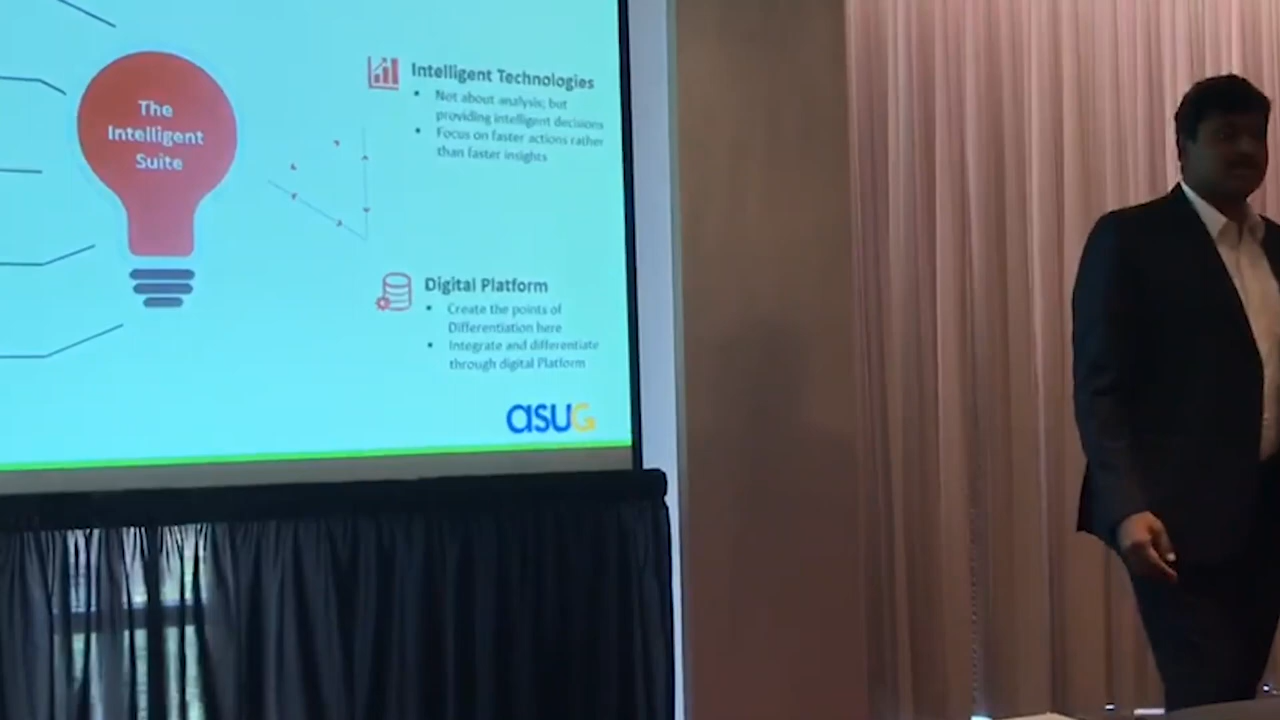 The
Intelligent
Suite
Intelligent Technologies
Not about analysis; but
providing intelligent decisions
Focus on faster actions rather
than faster insights
Digital Platform
Create the points of
Differentiation here
Integrate and differentiate
through digital Platform
asuG